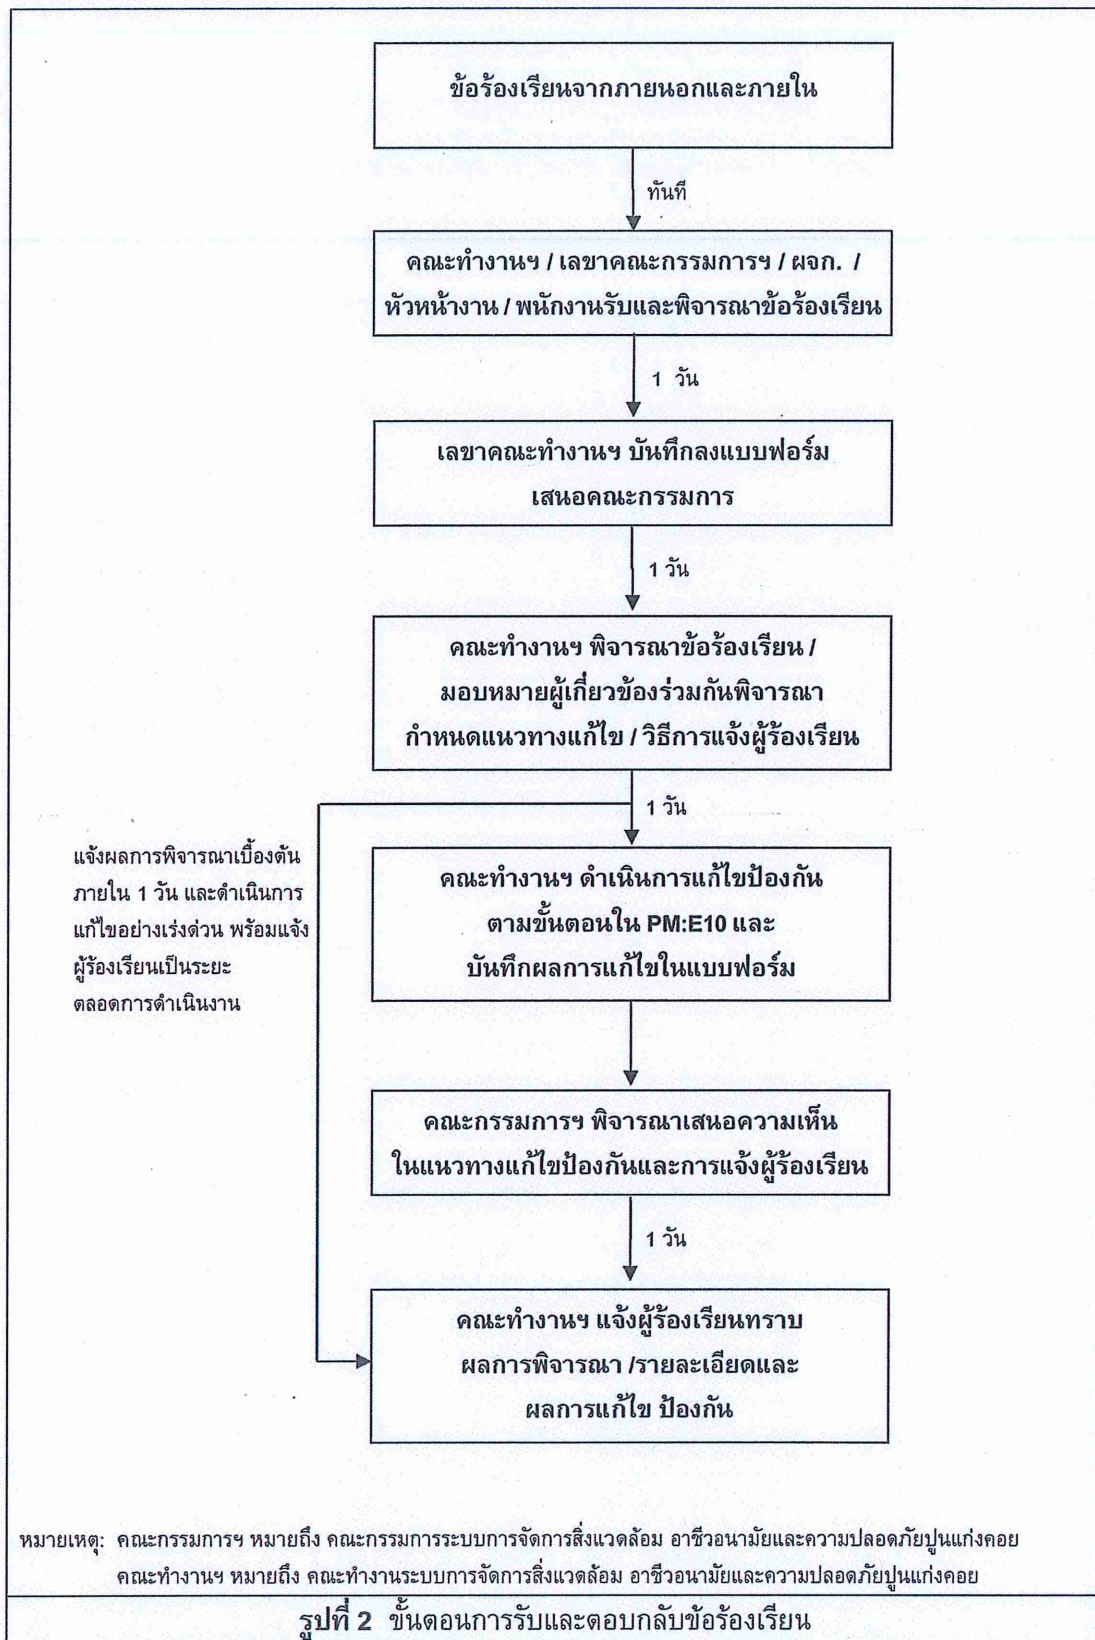 ข้อร้องเรียนจากภายนอกและภายใน
ทันที
คณะทำงานฯ / เลขาคณะกรรมการฯ / ผจก. /
หัวหน้างาน / พนักงานรับและพิจารณาข้อร้องเรียน
1 วัน
เลขาคณะทำงานฯ บันทึกลงแบบฟอร์ม
เสนอคณะกรรมการ
1 วัน
คณะทำงานฯ พิจารณาข้อร้องเรียน /
มอบหมายผู้เกี่ยวข้องร่วมกันพิจารณา
กำหนดแนวทางแก้ไข / วิธีการแจ้งผู้ร้องเรียน
1 วัน
แจ้งผลการพิจารณาเบื้องต้น
ภายใน 1 วัน และดำเนินการ
แก้ไขอย่างเร่งด่วน พร้อมแจ้ง
ผู้ร้องเรียนเป็นระยะ
ตลอดการดำเนินงาน
คณะทำงานฯ ดำเนินการแก้ไขป้องกัน
ตามขั้นตอนใน PM:E10 และ
บันทึกผลการแก้ไขในแบบฟอร์ม
คณะกรรมการฯ พิจารณาเสนอความเห็น
ในแนวทางแก้ไขป้องกันและการแจ้งผู้ร้องเรียน
1 วัน
คณะทำงานฯ แจ้งผู้ร้องเรียนทราบ
ผลการพิจารณา /รายละเอียดและ
ผลการแก้ไข ป้องกัน
หมายเหตุ: คณะกรรมการฯ หมายถึง คณะกรรมการระบบการจัดการสิ่งแวดล้อม อาชีวอนามัยและความปลอดภัยปูนแก่งคอย
คณะทำงานฯ หมายถึง คณะทำงานระบบการจัดการสิ่งแวดล้อม อาชีวอนามัยและความปลอดภัยปูนแก่งคอย
รูปที่ 2 ขั้นตอนการรับและตอบกลับข้อร้องเรียน